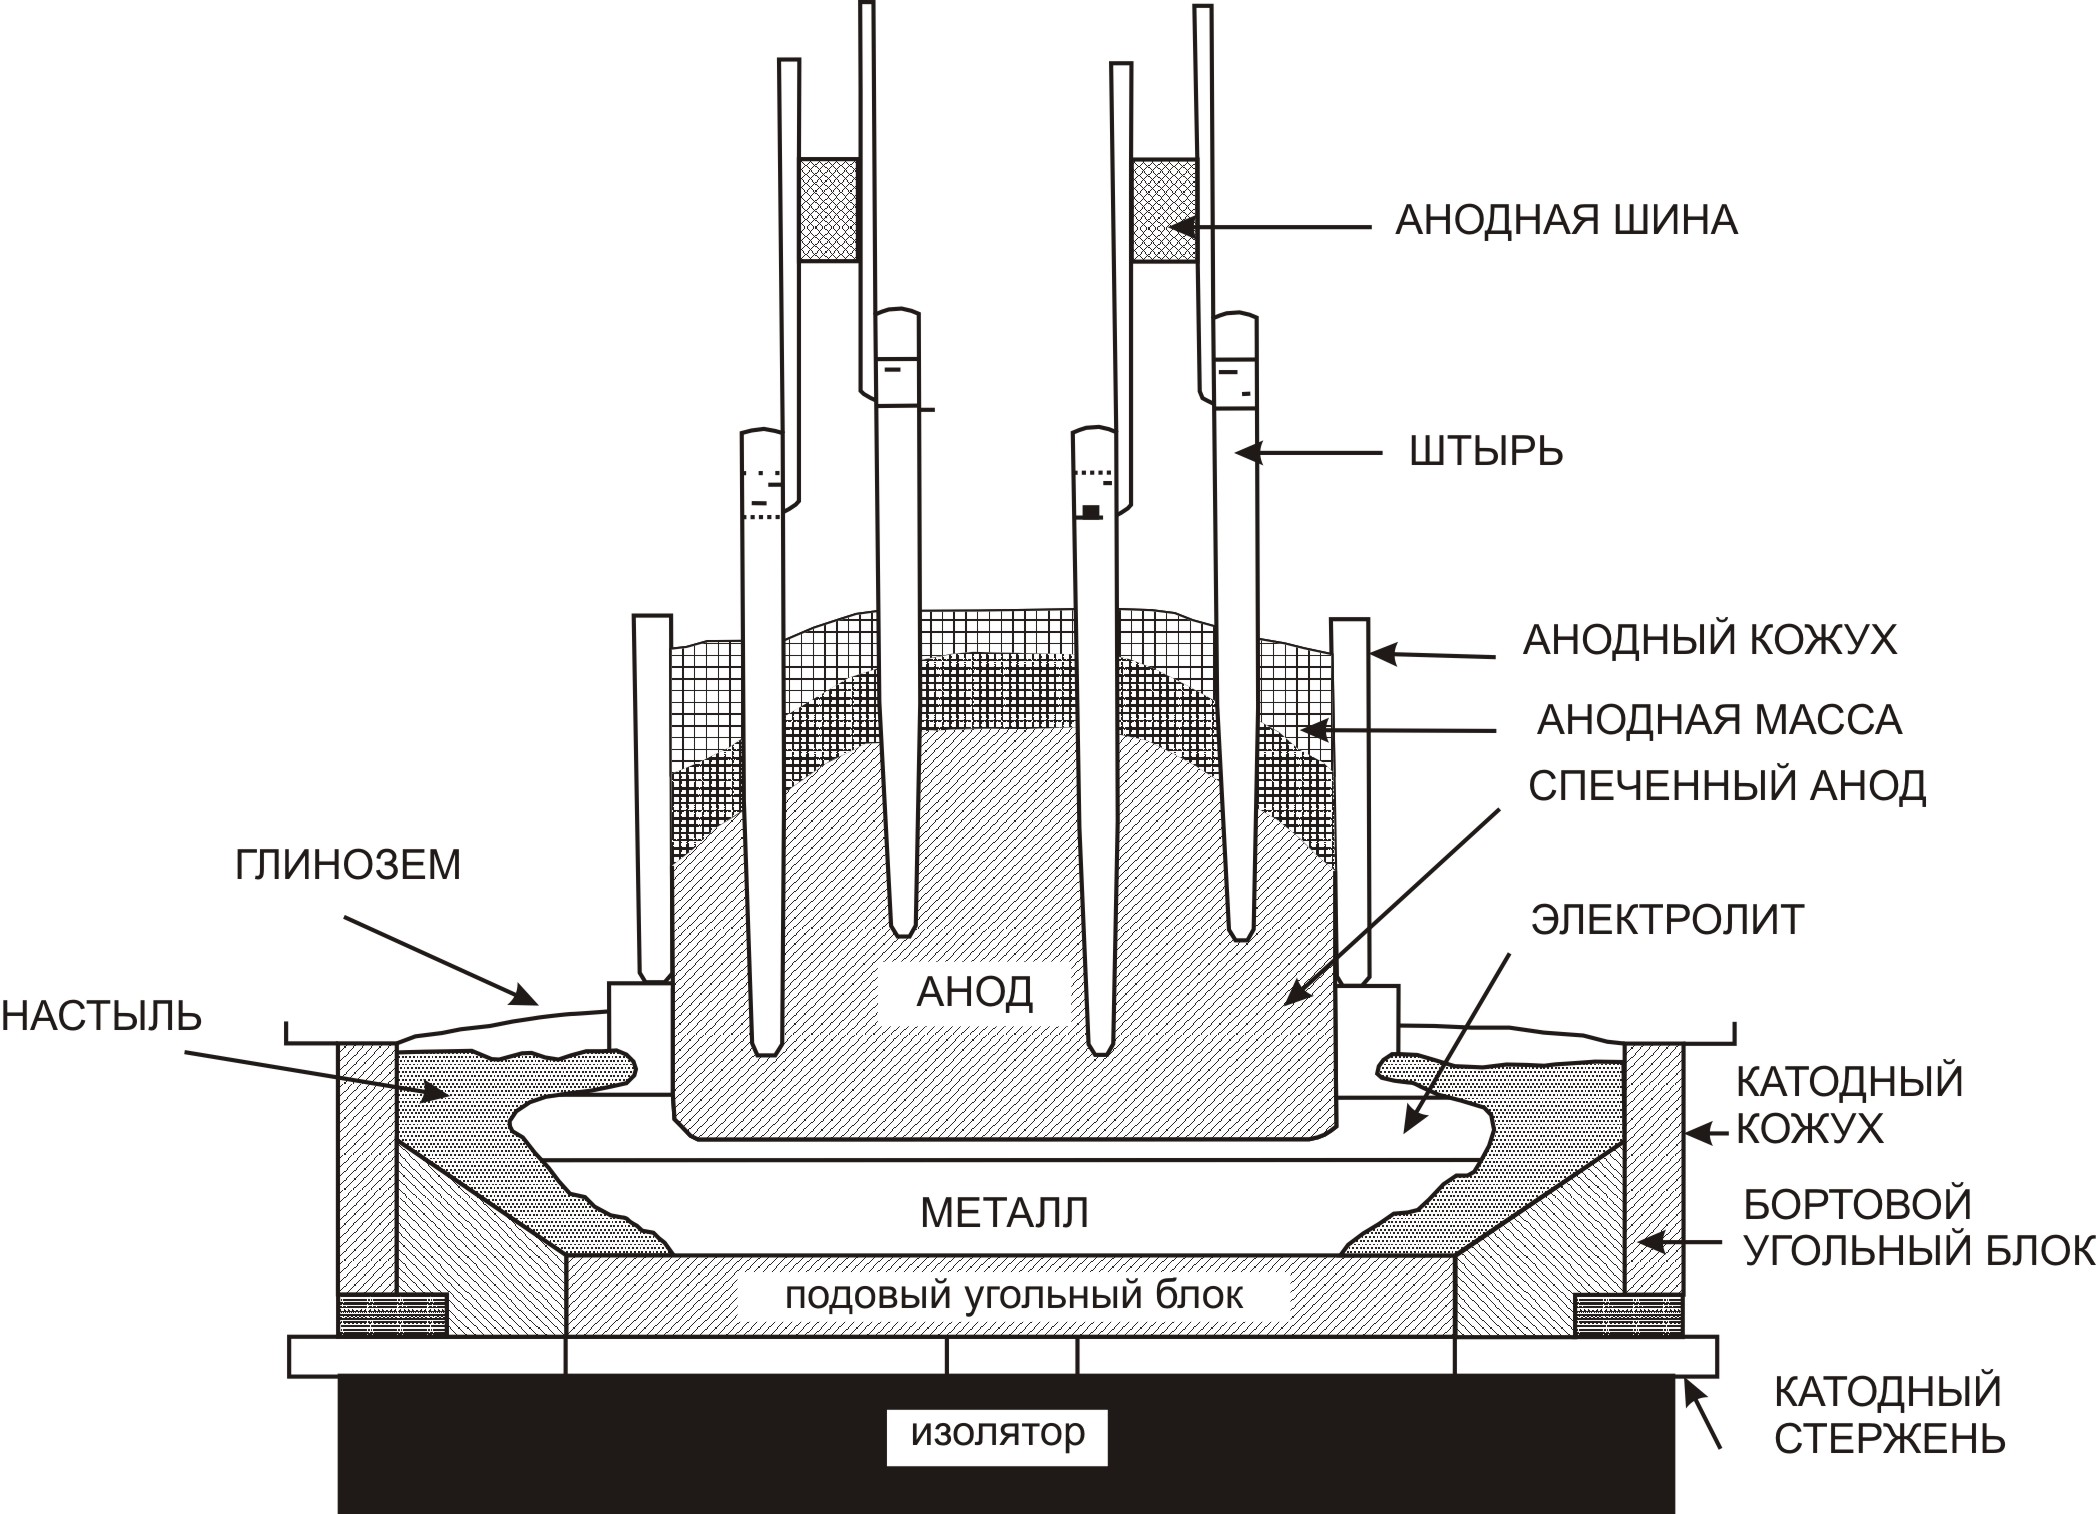 АНОДНАЯ ШИНА
ШТЫРЬ
АНОДНЫЙ КОЖУХ
АНОДНАЯ МАССА
СПЕЧЕННЫЙ АНОД
ГЛИНОЗЕМ
ЭЛЕКТРОЛИТ
АНОД
НАСТЫЛЬ
КАТОДНЫЙ
КОЖУХ
МЕТАЛЛ
БОРТОВОЙ
УГОЛЬНЫЙ БЛОК
подовый угольный блок
КАТОДНЫЙ
СТЕРЖЕНЬ
изолятор